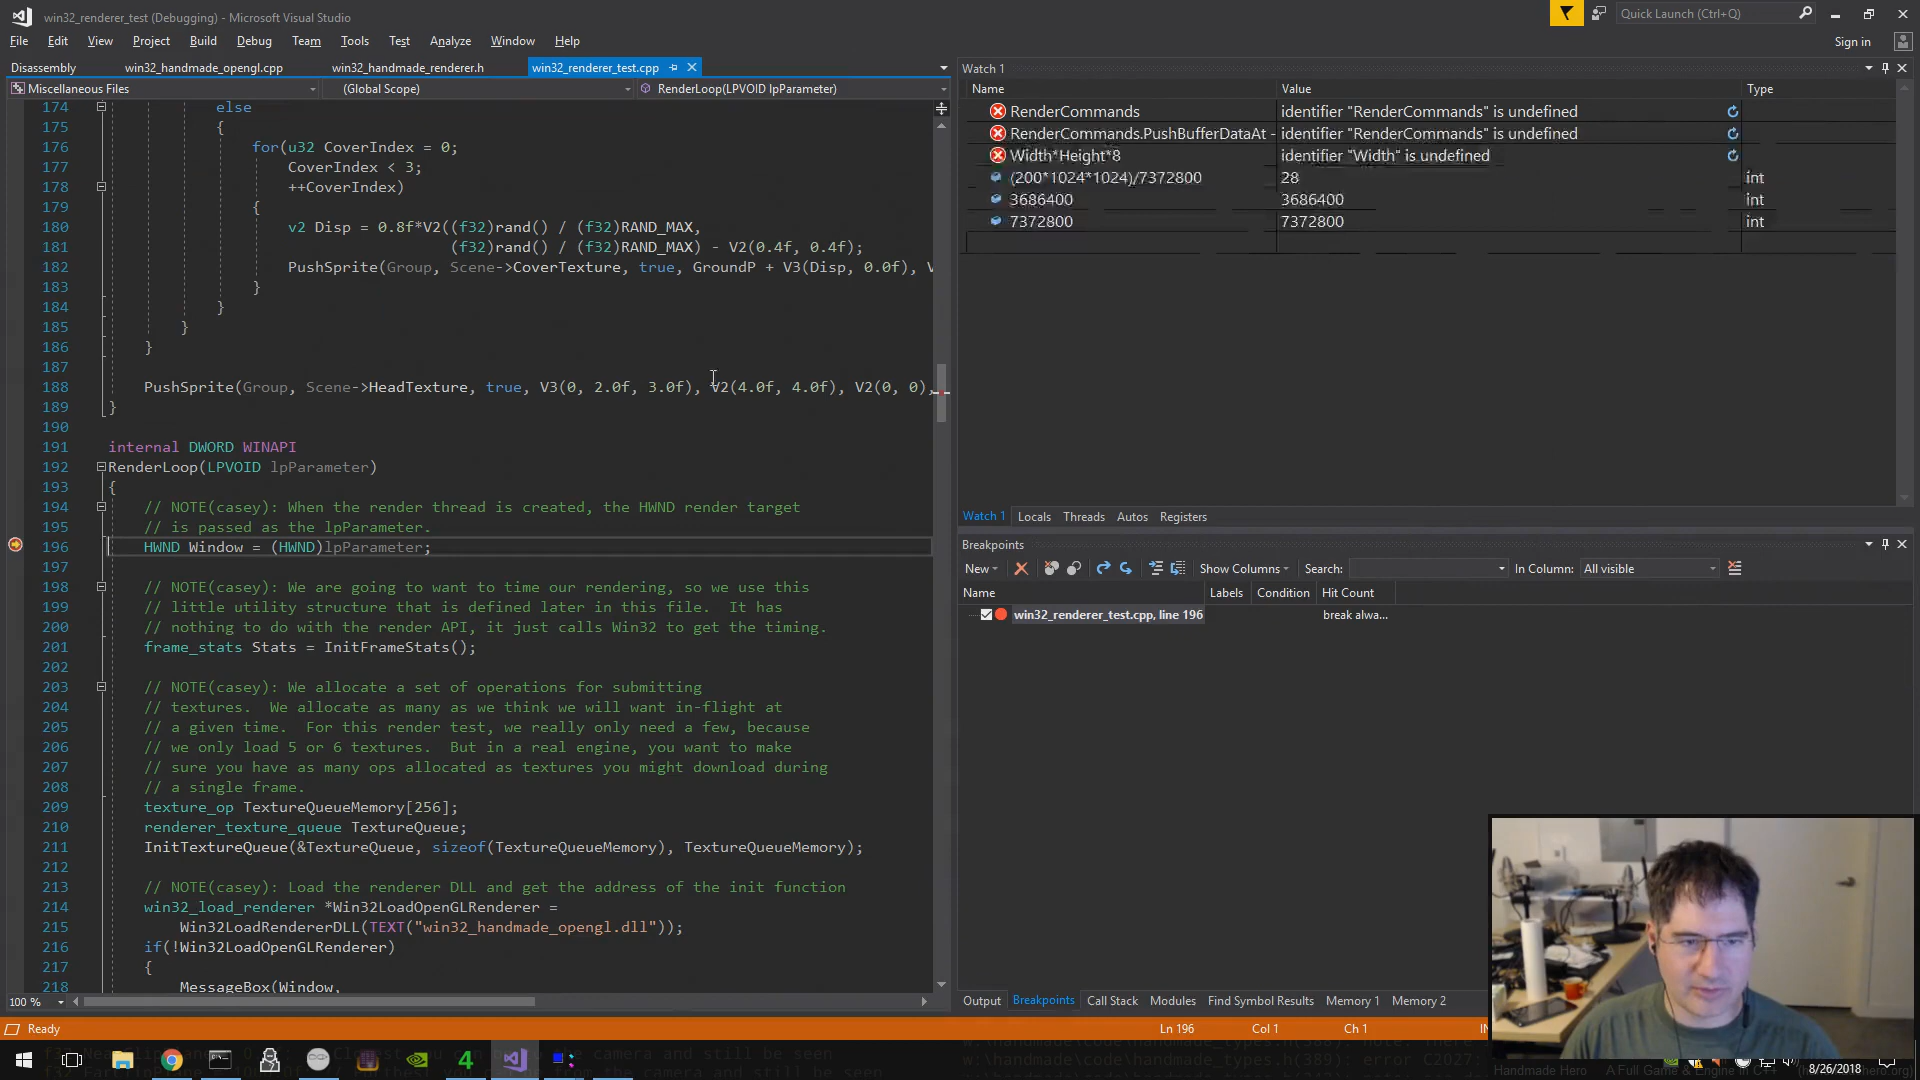 win32_renderer_test (Debugging) - Microsoft Visual Studio
Quick Launch (Ctrl+Q)
File Edit View Project Build Debug Team Tools Test Analyze Window Help
Sign in
Disassembly win32_handmade_opengl.cpp win32_handmade_renderer.h win32_renderer_test.cpp
Miscellaneous Files (Global Scope) RenderLoop(LPVOID lpParameter)
174 else
175 {
176 for(u32 CoverIndex = 0;
177 CoverIndex < 3;
178 ++CoverIndex)
179 {
180 v2 Disp = 0.8f*V2((f32)rand() / (f32)RAND_MAX,
181 (f32)rand() / (f32)RAND_MAX) - V2(0.4f, 0.4f);
182 PushSprite(Group, Scene->CoverTexture, true, GroundP + V3(Disp, 0.0f), V
183 }
184 }
185 }
186 }
187
188 PushSprite(Group, Scene->HeadTexture, true, V3(0, 2.0f, 3.0f), V2(4.0f, 4.0f), V2(0, 0),
189 }
190
191 internal DWORD WINAPI
192 RenderLoop(LPVOID lpParameter)
193 {
194 // NOTE(casey): When the render thread is created, the HWND render target
195 // is passed as the lpParameter.
196 HWND Window = (HWND)lpParameter;
197
198 // NOTE(casey): We are going to want to time our rendering, so we use this
199 // little utility structure that is defined later in this file. It has
200 // nothing to do with the render API, it just calls Win32 to get the timing.
201 frame_stats Stats = InitFrameStats();
202
203 // NOTE(casey): We allocate a set of operations for submitting
204 // textures. We allocate as many as we think we will want in-flight at
205 // a given time. For this render test, we really only need a few, because
206 // we only load 5 or 6 textures. But in a real engine, you want to make
207 // sure you have as many ops allocated as textures you might download during
208 // a single frame.
209 texture_op TextureQueueMemory[256];
210 renderer_texture_queue TextureQueue;
211 InitTextureQueue(&TextureQueue, sizeof(TextureQueueMemory), TextureQueueMemory);
212
213 // NOTE(casey): Load the renderer DLL and get the address of the init function
214 win32_load_renderer *Win32LoadOpenGLRenderer =
215 Win32LoadRendererDLL(TEXT("win32_handmade_opengl.dll"));
216 if(!Win32LoadOpenGLRenderer)
217 {
218 MessageBox(Window,
100 %
Watch 1
Name Value Type
RenderCommands identifier "RenderCommands" is undefined
RenderCommands.PushBufferDataAt - identifier "RenderCommands" is undefined
Width*Height*8 identifier "Width" is undefined
(200*1024*1024)/7372800 28 int
3686400 3686400 int
7372800 7372800 int
Watch 1 Locals Threads Autos Registers
Breakpoints
New Show Columns Search: In Column: All visible
Name Labels Condition Hit Count
win32_renderer_test.cpp, line 196 break alwa...
Output Breakpoints Call Stack Modules Find Symbol Results Memory 1 Memory 2
Ready Ln 196 Col 1 Ch 1
8/26/2018
Handmade Hero A Full Game & Engine in C++